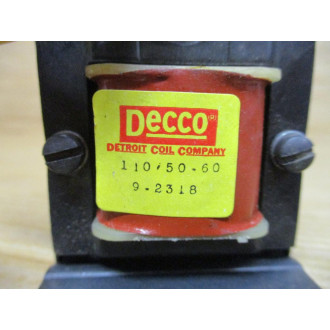 Decco®
DETROIT COIL COMPANY
110/50-60
9-2318